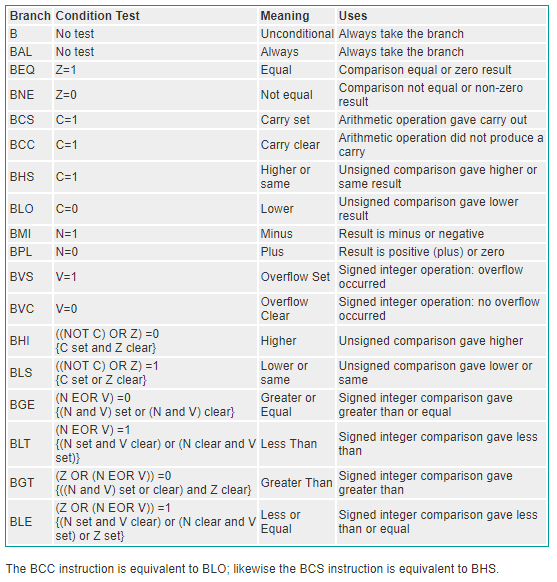 Branch Condition Test Meaning Uses
B No test Unconditional Always take the branch
BAL No test Always Always take the branch
BEQ Z=1 Equal Comparison equal or zero result
BNE Z=0 Not equal Comparison not equal or non-zero
result
BCS C=1 Carry set Arithmetic operation gave carry out
BCC C=1 Carry clear Arithmetic operation did not produce a
carry
BHS C=1 Higher or
same Unsigned comparison gave higher or
same result
BLO C=0 Lower Unsigned comparison gave lower
result
BMI N=1 Minus Result is minus or negative
BPL N=0 Plus Result is positive (plus) or zero
BVS V=1 Overflow Set Signed integer operation: overflow
occurred
BVC V=0 Overflow
Clear Signed integer operation: no overflow
occurred
BHI ((NOT C) OR Z) =0
{C set and Z clear} Higher Unsigned comparison gave higher
BLS ((NOT C) OR Z) =1
{C set or Z clear} Lower or
same Unsigned comparison gave lower or
same
BGE (N EOR V) =0
{(N and V) set or (N and V) clear} Greater or
Equal Signed integer comparison gave
greater than or equal
BLT (N EOR V) =1
{(N set and V clear) or (N clear and V
set)} Less Than Signed integer comparison gave less
than
BGT (Z OR (N EOR V)) =0
{((N and V) set or clear) and Z clear} Greater Than Signed integer comparison gave
greater than
BLE (Z OR (N EOR V)) =1
{(N set and V clear) or (N clear and V
set) or Z set} Less or
Equal Signed integer comparison gave less
than or equal
The BCC instruction is equivalent to BLO; likewise the BCS instruction is equivalent to BHS.